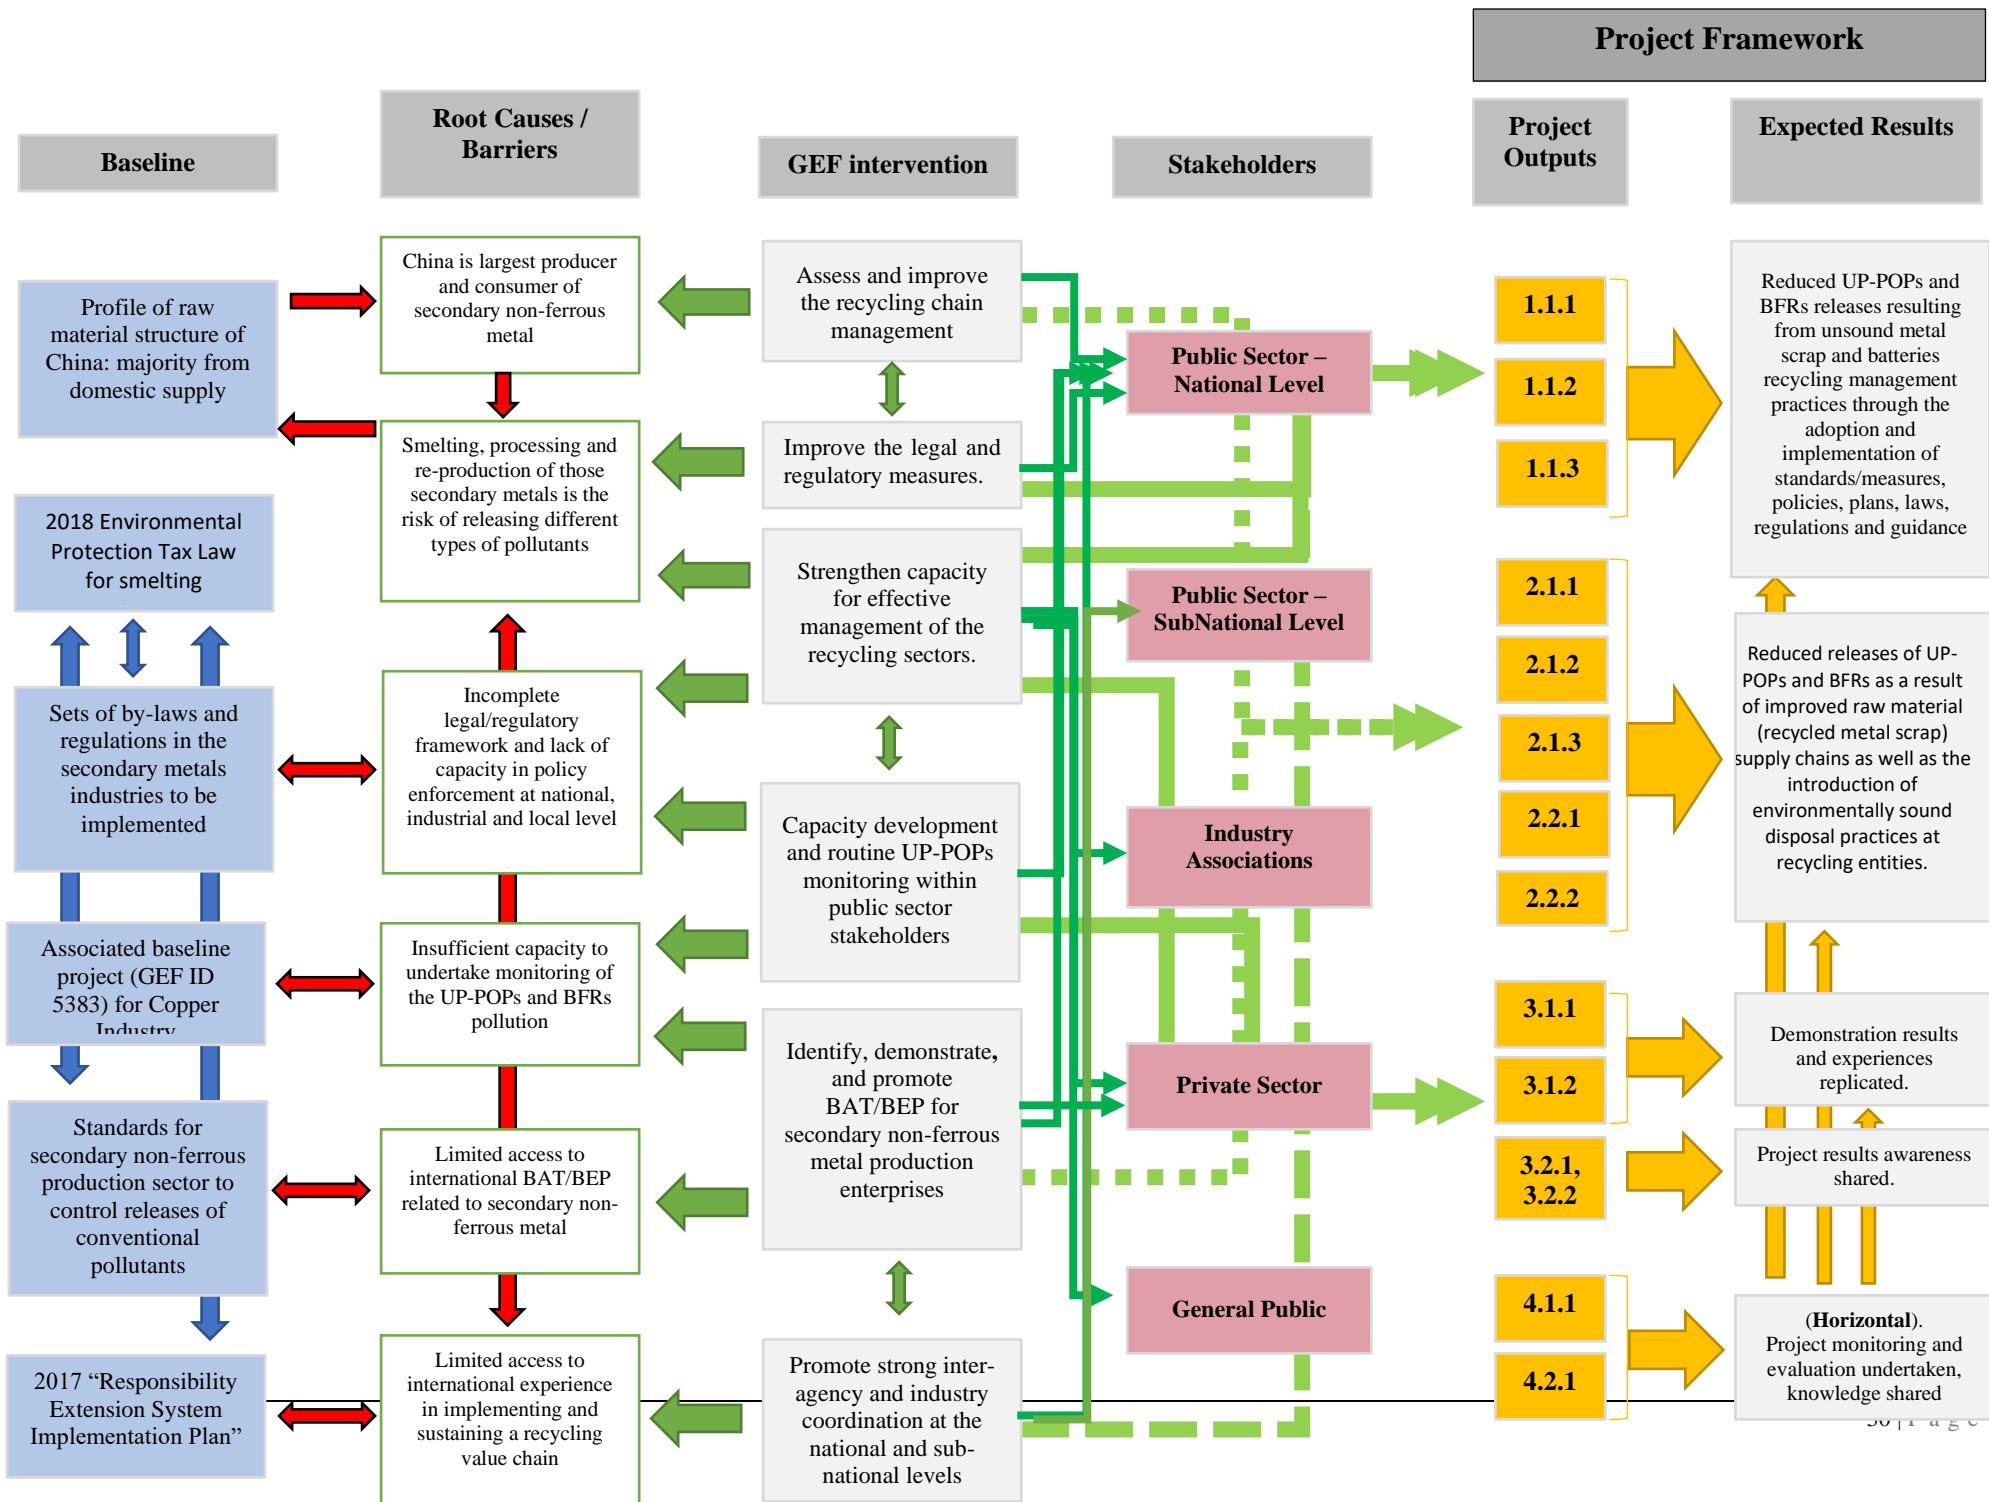 Project Framework
Baseline
Root Causes /
Barriers
GEF intervention
Stakeholders
Project
Outputs
Expected Results
Profile of raw
material structure of
China: majority from
domestic supply
2018 Environmental
Protection Tax Law
for smelting
Sets of by-laws and
regulations in the
secondary metals
industries to be
implemented
Associated baseline
project (GEF ID
5383) for Copper
Industry
Standards for
secondary non-ferrous
production sector to
control releases of
conventional
pollutants
2017 “Responsibility
Extension System
Implementation Plan”
China is largest producer
and consumer of
secondary non-ferrous
metal
Smelting, processing and
re-production of those
secondary metals is the
risk of releasing different
types of pollutants
Incomplete
legal/regulatory
framework and lack of
capacity in policy
enforcement at national,
industrial and local level
Insufficient capacity to
undertake monitoring of
the UP-POPs and BFRs
pollution
Limited access to
international BAT/BEP
related to secondary non-
ferrous metal
Limited access to
international experience
in implementing and
sustaining a recycling
value chain
Assess and improve
the recycling chain
management
Improve the legal and
regulatory measures.
Strengthen capacity
for effective
management of the
recycling sectors.
Capacity development
and routine UP-POPs
monitoring within
public sector
stakeholders
Identify, demonstrate,
and promote
BAT/BEP for
secondary non-ferrous
metal production
enterprises
Promote strong inter-
agency and industry
coordination at the
national and sub-
national levels
Public Sector –
National Level
Public Sector –
SubNational Level
Industry
Associations
Private Sector
General Public
1.1.1
1.1.2
1.1.3
2.1.1
2.1.2
2.1.3
2.2.1
2.2.2
3.1.1
3.1.2
3.2.1,
3.2.2
4.1.1
4.2.1
Reduced UP-POPs and
BFRs releases resulting
from unsound metal
scrap and batteries
recycling management
practices through the
adoption and
implementation of
standards/measures,
policies, plans, laws,
regulations and guidance
Reduced releases of UP-
POPs and BFRs as a result
of improved raw material
(recycled metal scrap)
supply chains as well as the
introduction of
environmentally sound
disposal practices at
recycling entities.
Demonstration results
and experiences
replicated.
Project results awareness
shared.
(Horizontal).
Project monitoring and
evaluation undertaken,
knowledge shared
30 | P a g e